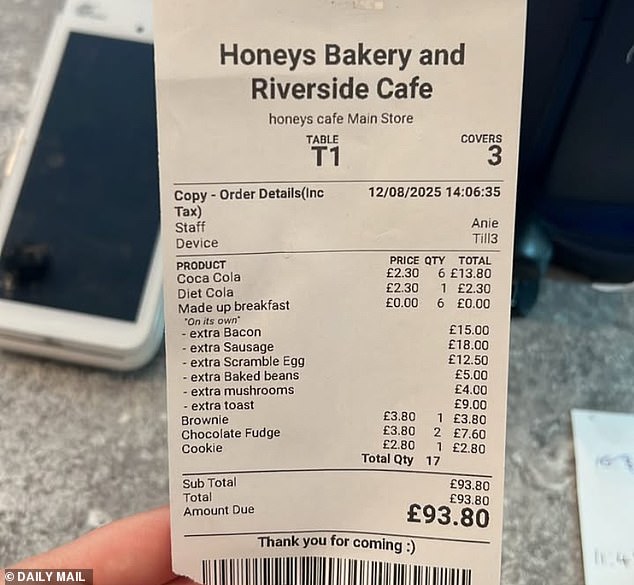 Honeys Bakery and
Riverside Cafe
honeys cafe Main Store
TABLE COVERS
T1 3
Copy - Order Details(Inc 12/08/2025 14:06:35
Tax)
Staff Anie
Device Till3
PRODUCT PRICE QTY TOTAL
Coca Cola £2.30 6 £13.80
Diet Cola £2.30 1 £2.30
Made up breakfast £0.00 6 £0.00
"On its own"
- extra Bacon £15.00
- extra Sausage £18.00
- extra Scramble Egg £12.50
- extra Baked beans £5.00
- extra mushrooms £4.00
- extra toast £9.00
Brownie £3.80 1 £3.80
Chocolate Fudge £3.80 2 £7.60
Cookie £2.80 1 £2.80
Total Qty 17
Sub Total £93.80
Total £93.80
Amount Due £93.80
Thank you for coming :)
© DAILY MAIL